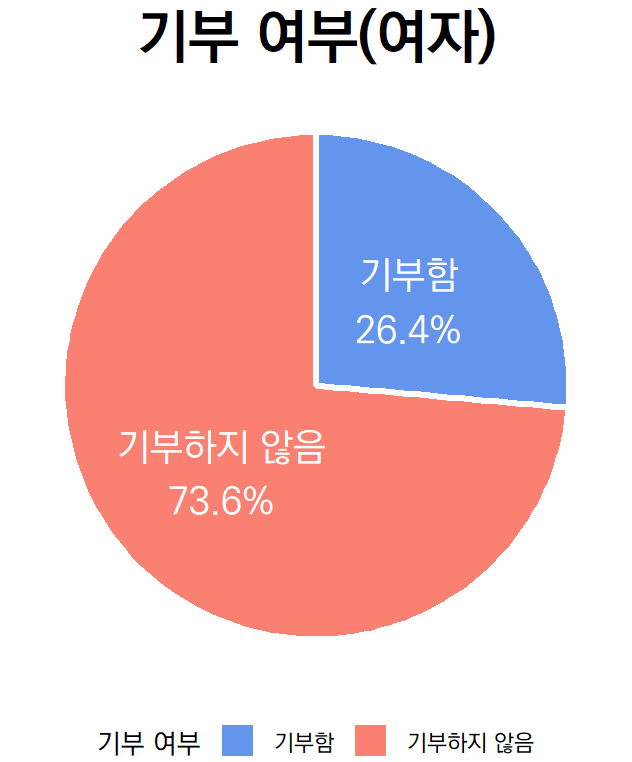 기부 여부(여자)
기부함
26.4%
기부하지 않음
73.6%
기부 여부 기부함 기부하지 않음